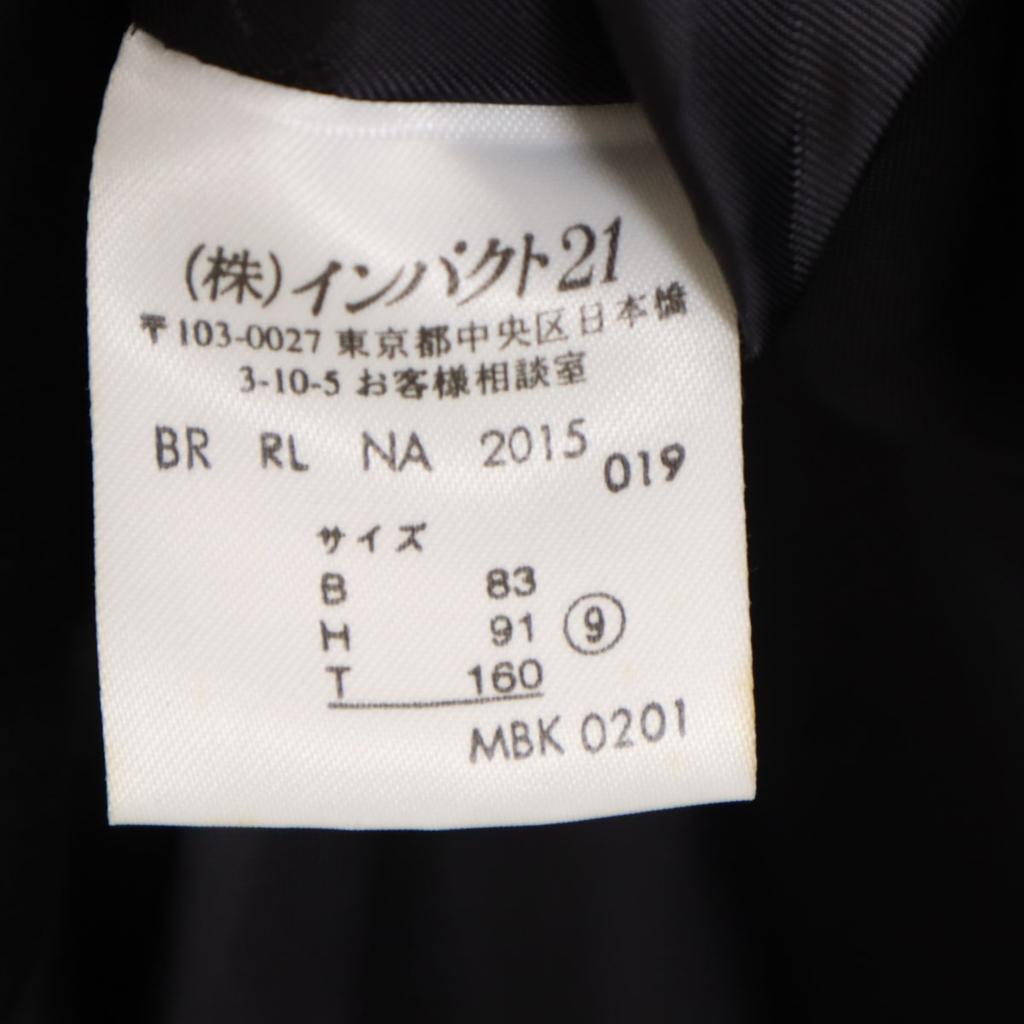 (株)インパクト21
〒103-0027 東京都中央区日本橋
3-10-5 お客様相談室
BR RL NA 2015 019
サイズ
B 83
H 91 ⑨
T 160
MBK 0201